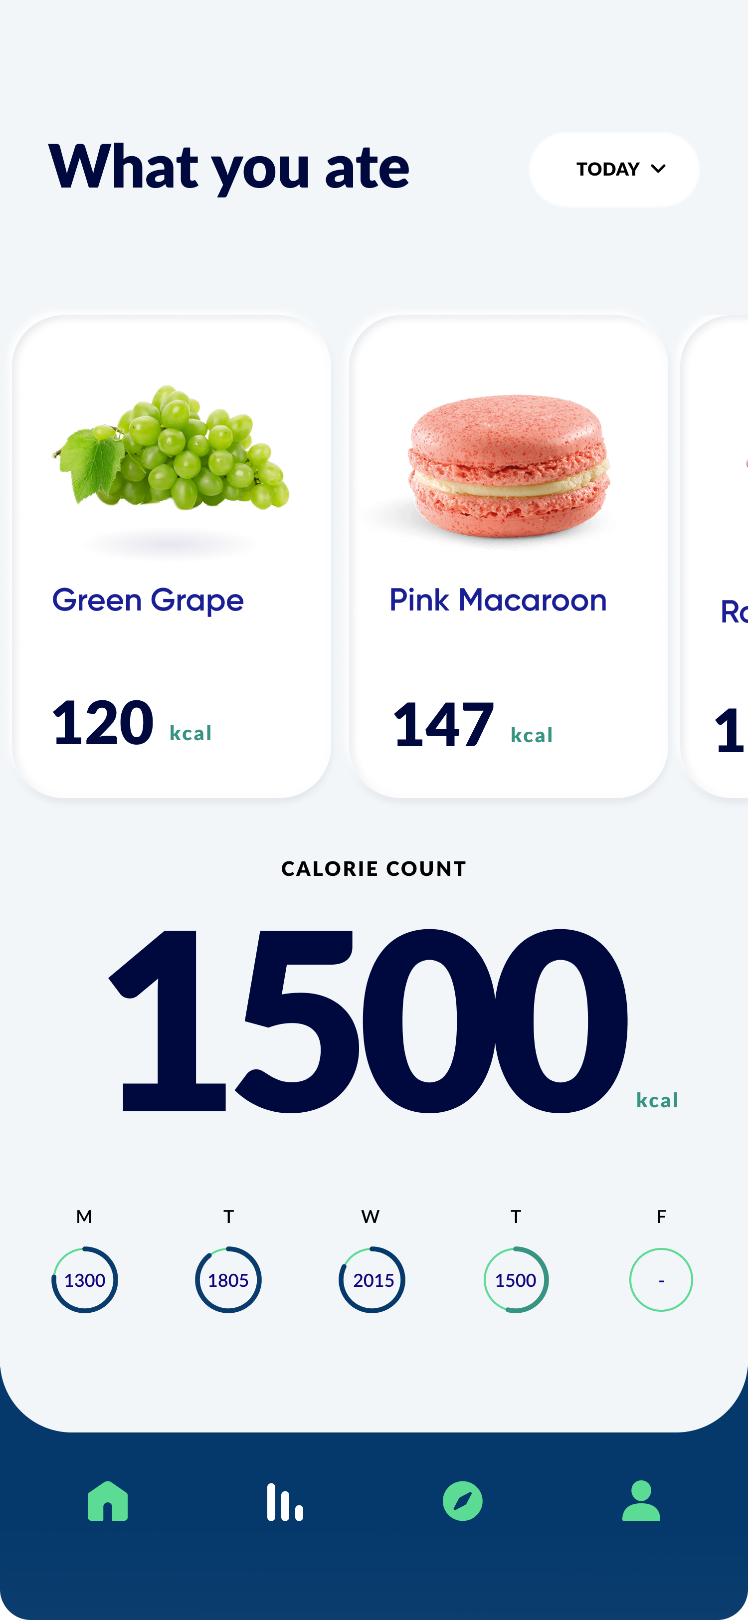 What you ate
TODAY
Green Grape
Pink Macaroon
120 kcal
147 kcal
CALORIE COUNT
1500 kcal
M T W T F
1300 1805 2015 1500 -